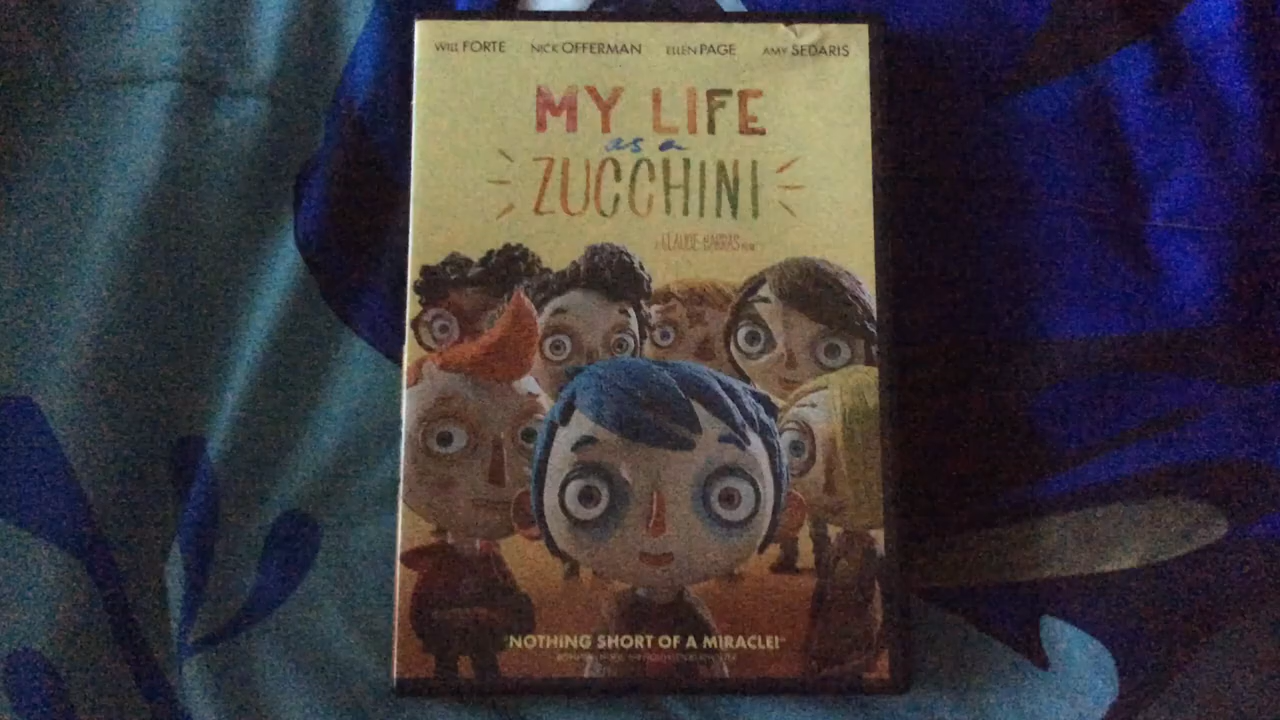 WILL FORTE NICK OFFERMAN ELLEN PAGE AMY SEDARIS
MY LIFE
as a
ZUCCHINI
A CLAUDE BARRAS FILM
"NOTHING SHORT OF A MIRACLE!"